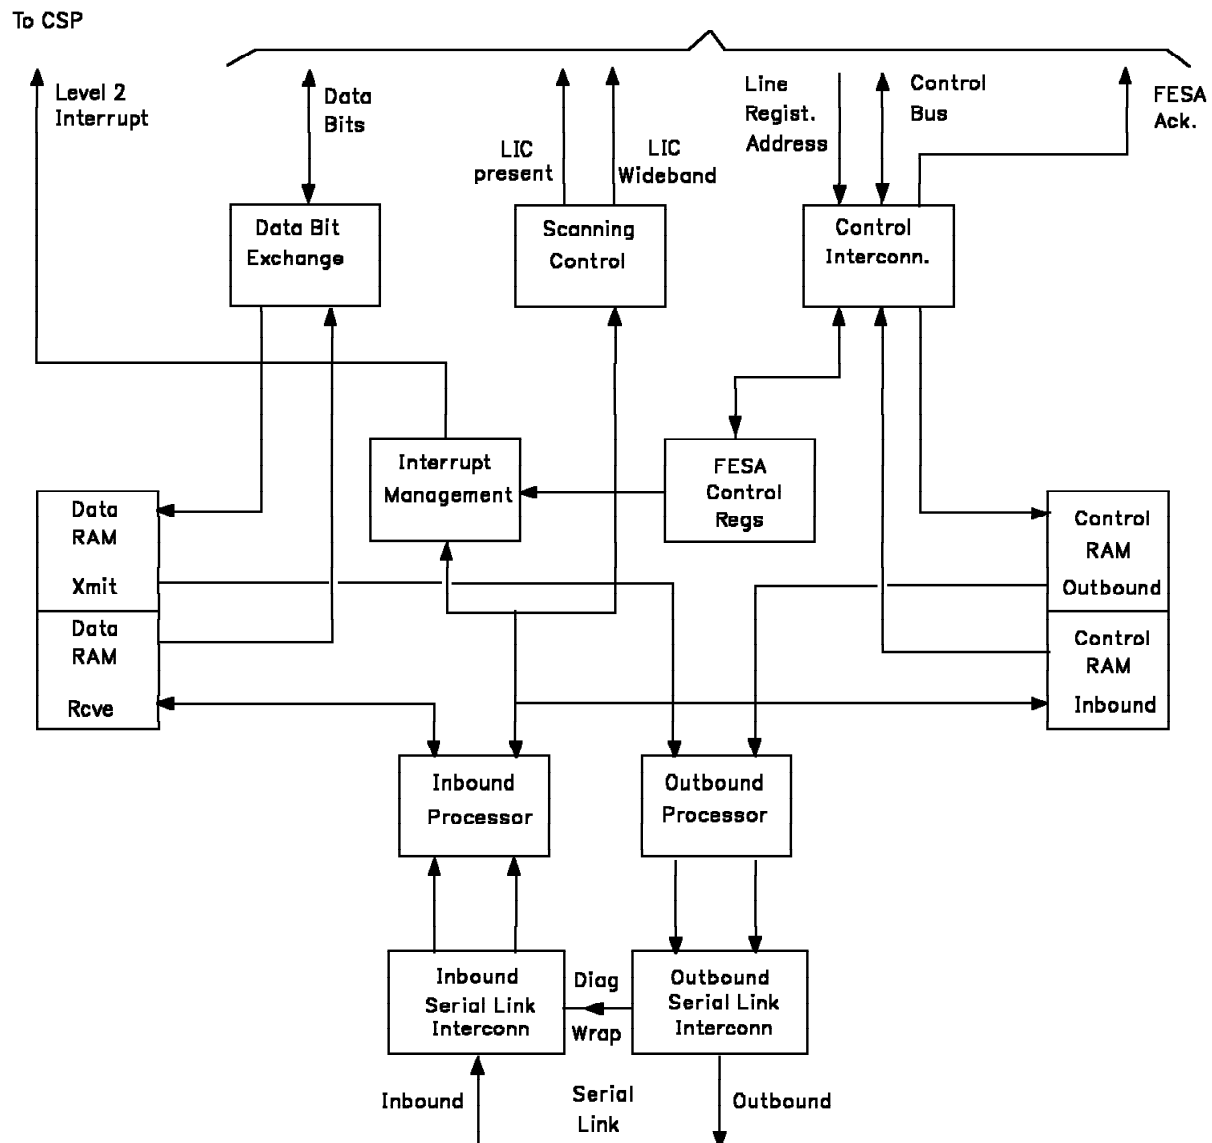 To CSP
Level 2
Interrupt
Data
Bits
LIC
present
LIC
Wideband
Line
Regist.
Address
Control
Bus
FESA
Ack.
Data Bit
Exchange
Scanning
Control
Control
Interconn.
Interrupt
Management
FESA
Control
Regs
Data
RAM
Xmit
Data
RAM
Rcve
Control
RAM
Outbound
Control
RAM
Inbound
Inbound
Processor
Outbound
Processor
Inbound
Serial Link
Interconn
Diag
Wrap
Outbound
Serial Link
Interconn
Inbound
Serial
Link
Outbound